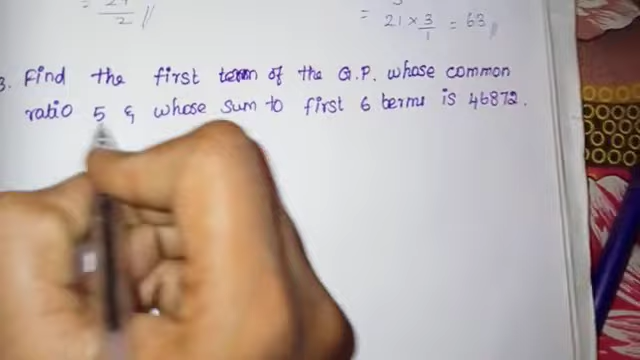 = 21 × 3/1 = 63 //
3. Find the first term of the G.P. whose common
ratio 5 & whose sum to first 6 terms is 46872.